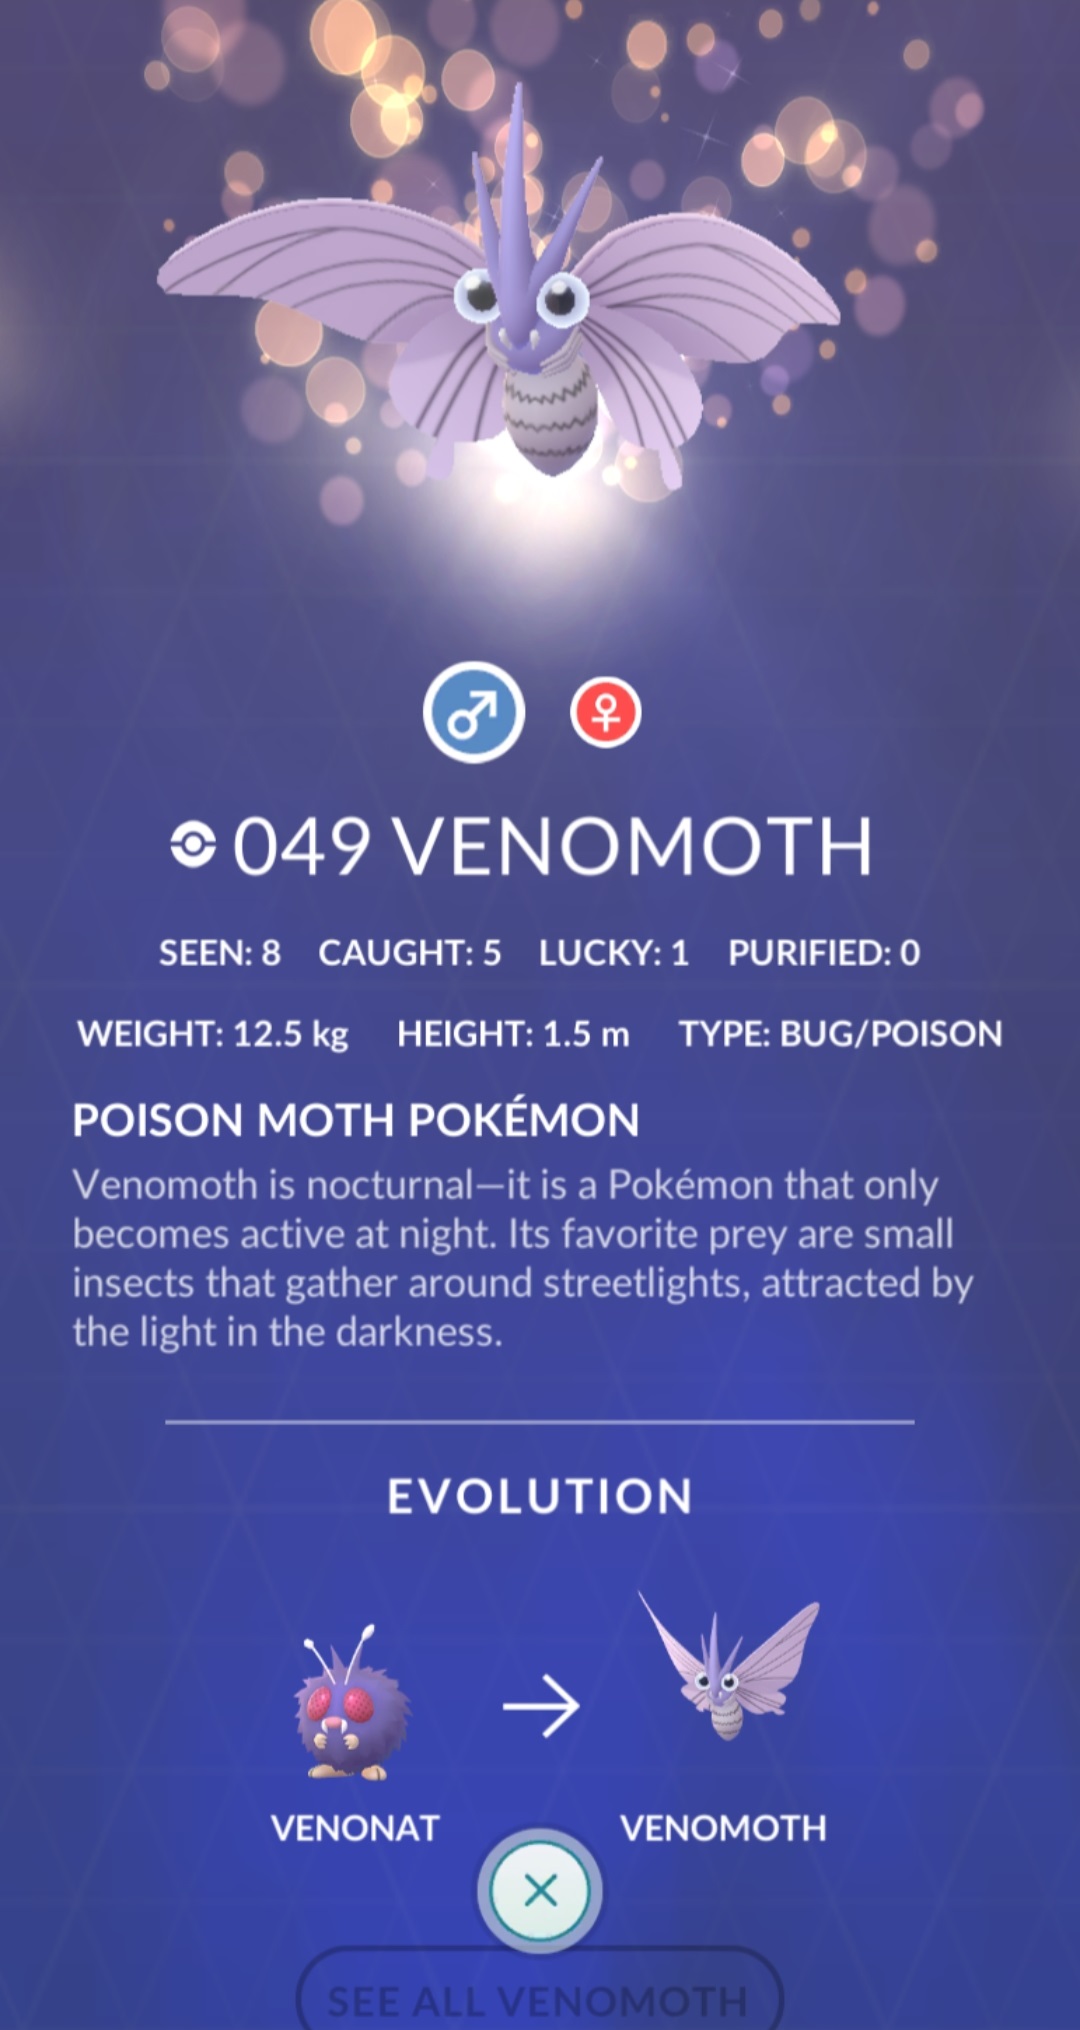 049 VENOMOTH
SEEN: 8 CAUGHT: 5 LUCKY: 1 PURIFIED: 0
WEIGHT: 12.5 kg HEIGHT: 1.5 m TYPE: BUG/POISON
POISON MOTH POKÉMON
Venomoth is nocturnal—it is a Pokémon that only
becomes active at night. Its favorite prey are small
insects that gather around streetlights, attracted by
the light in the darkness.
EVOLUTION
VENONAT VENOMOTH
SEE ALL VENOMOTH